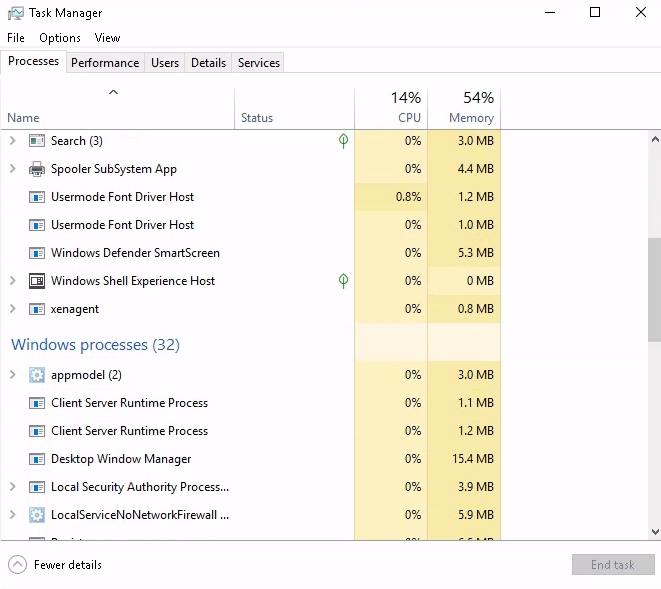 Task Manager
File Options View
Processes Performance Users Details Services
14% 54%
Name Status CPU Memory
Search (3) 0% 3.0 MB
Spooler SubSystem App 0% 4.4 MB
Usermode Font Driver Host 0.8% 1.2 MB
Usermode Font Driver Host 0% 1.0 MB
Windows Defender SmartScreen 0% 5.3 MB
Windows Shell Experience Host 0% 0 MB
xenagent 0% 0.8 MB
Windows processes (32)
appmodel (2) 0% 3.0 MB
Client Server Runtime Process 0% 1.1 MB
Client Server Runtime Process 0% 1.2 MB
Desktop Window Manager 0% 15.4 MB
Local Security Authority Process... 0% 3.9 MB
LocalServiceNoNetworkFirewall ... 0% 5.9 MB
Fewer details End task